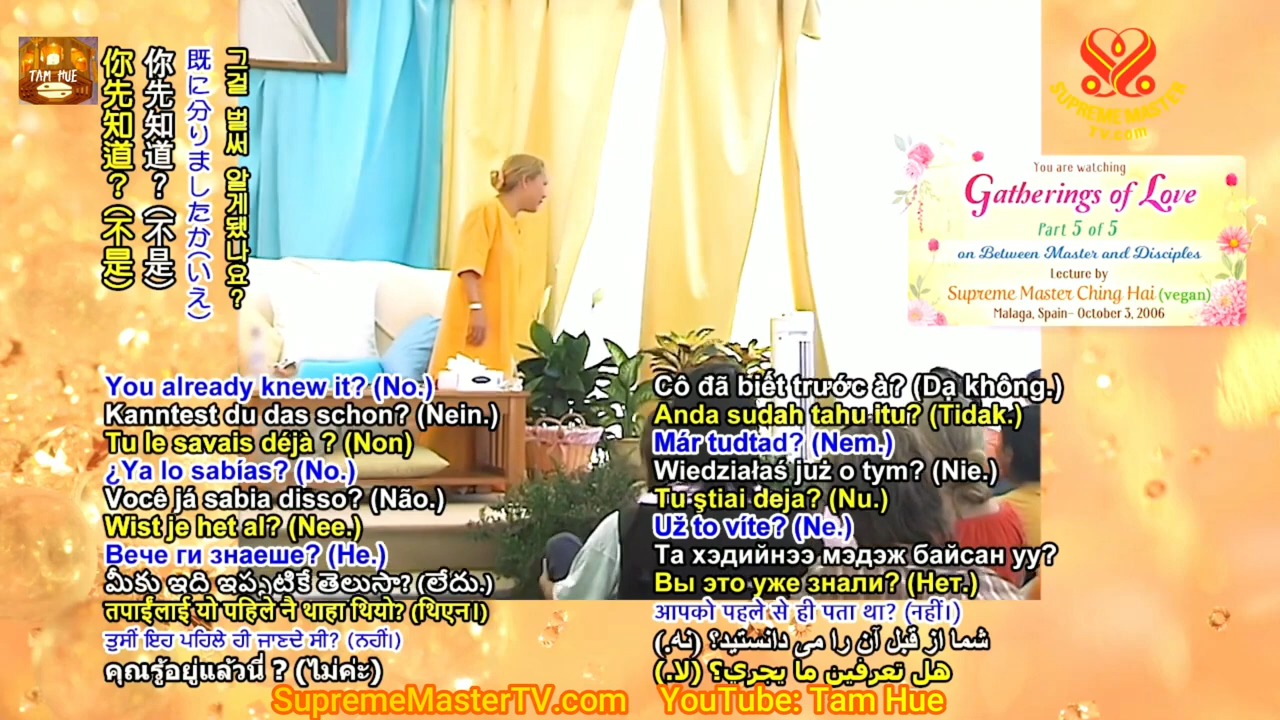 TAM HUE
你先知道？(不是)
你先知道？(不是)
既に分りましたか(いえ)
그걸 벌써 알게됐나요?
SUPREME MASTER
TV.com
You are watching
Gatherings of Love
Part 5 of 5
on Between Master and Disciples
Lecture by
Supreme Master Ching Hai (vegan)
Malaga, Spain– October 3, 2006
You already knew it? (No.)
Kanntest du das schon? (Nein.)
Tu le savais déjà ? (Non)
¿Ya lo sabías? (No.)
Você já sabia disso? (Não.)
Wist je het al? (Nee.)
Вече ги знаеше? (Не.)
మీకు ఇది ఇప్పటికే తెలుసా? (లేదు.)
तपाईंलाई यो पहिले नै थाहा थियो? (थिएन।)
ਤੁਸੀਂ ਇਹ ਪਹਿਲੇ ਹੀ ਜਾਣਦੇ ਸੀ? (ਨਹੀਂ।)
คุณรู้อยู่แล้วนี่ ? (ไม่ค่ะ)
Cô đã biết trước à? (Dạ không.)
Anda sudah tahu itu? (Tidak.)
Már tudtad? (Nem.)
Wiedziałaś już o tym? (Nie.)
Tu ştiai deja? (Nu.)
Už to víte? (Ne.)
Та хэдийнээ мэдэж байсан уу?
Вы это уже знали? (Нет.)
आपको पहले से ही पता था? (नहीं।)
شما از قبل آن را می دانستید؟ (نه.)
هل تعرفين ما يجري؟ (لا.)
SupremeMasterTV.com
YouTube: Tam Hue